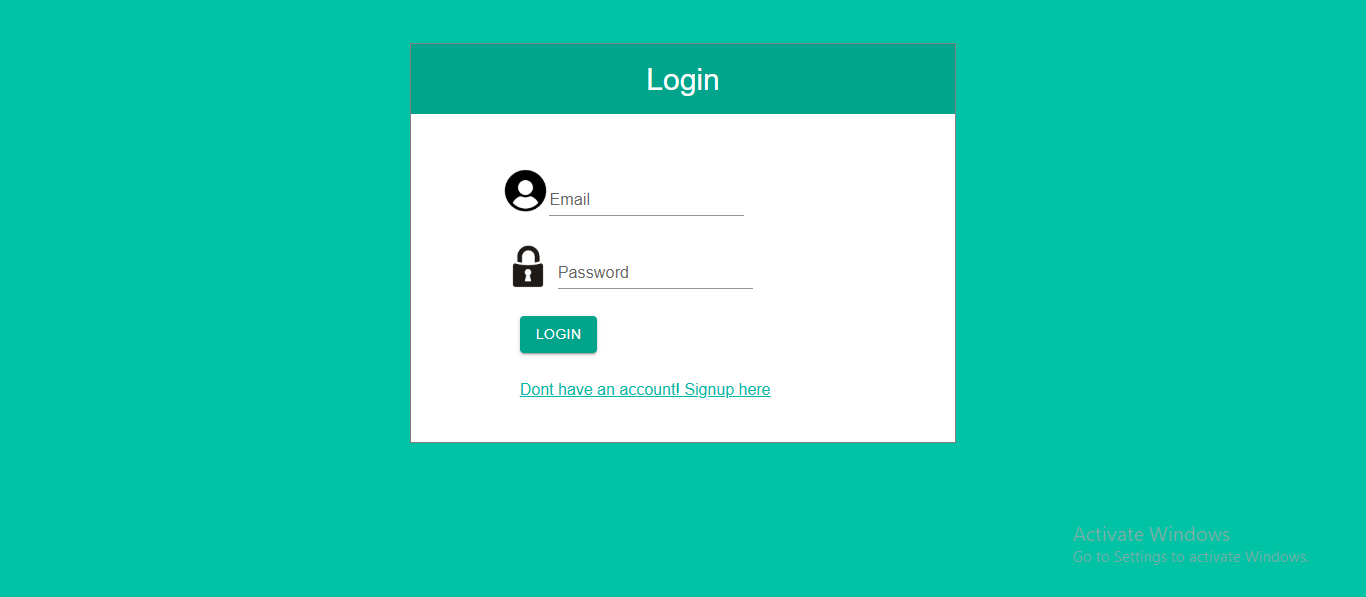 Login
Email
Password
LOGIN
Dont have an account! Signup here
Activate Windows
Go to Settings to activate Windows.